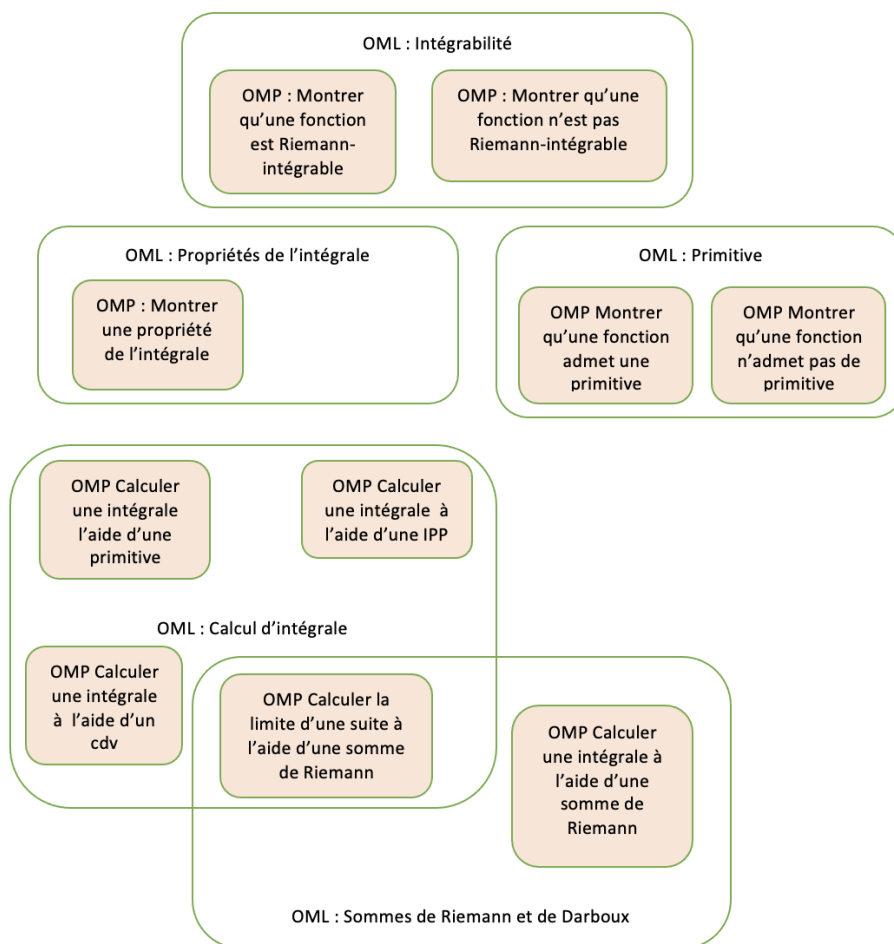 OML : Intégrabilité
OMP : Montrer
qu’une fonction
est Riemann-
intégrable
OMP : Montrer qu’une
fonction n’est pas
Riemann-intégrable
OML : Propriétés de l’intégrale
OMP : Montrer
une propriété
de l’intégrale
OML : Primitive
OMP Montrer
qu’une fonction
admet une
primitive
OMP Montrer
qu’une fonction
n’admet pas de
primitive
OMP Calculer
une intégrale
l’aide d’une
primitive
OMP Calculer
une intégrale à
l’aide d’une IPP
OML : Calcul d’intégrale
OMP Calculer
une intégrale
à l’aide d’un
cdv
OMP Calculer la
limite d’une suite à
l’aide d’une somme
de Riemann
OMP Calculer
une intégrale à
l’aide d’une
somme de
Riemann
OML : Sommes de Riemann et de Darboux